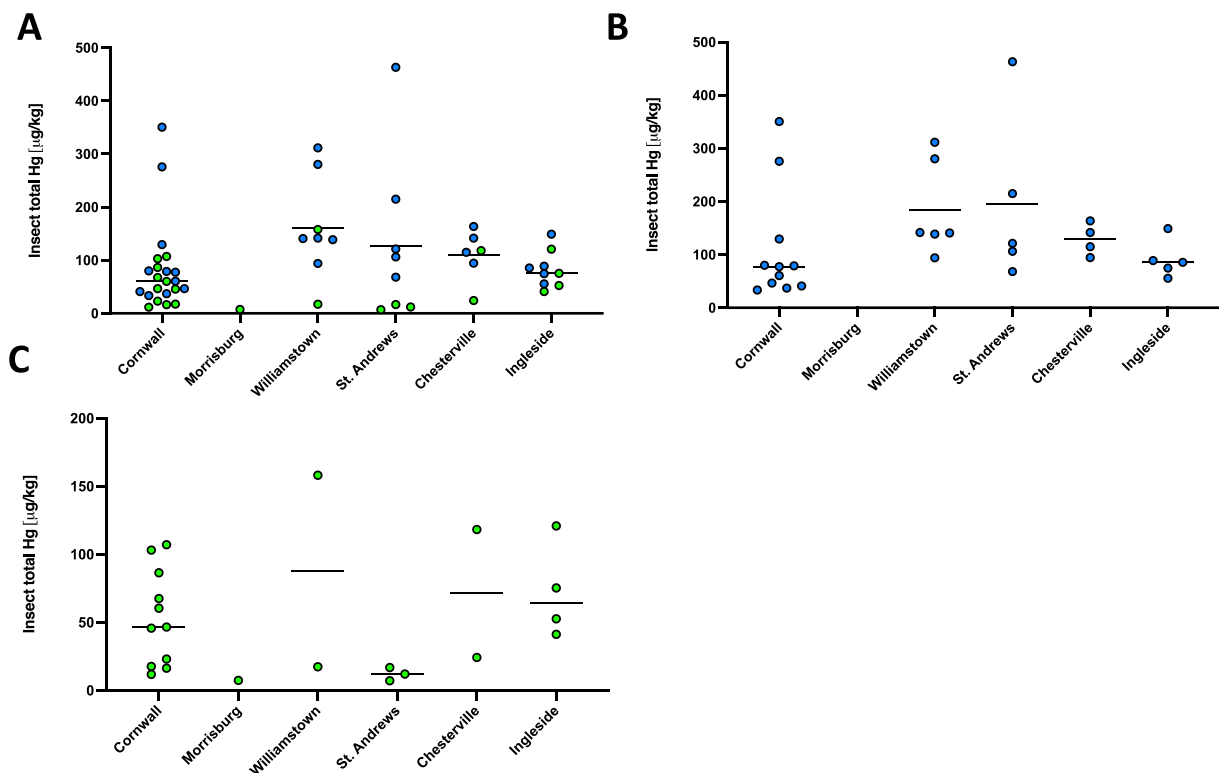 A
Insect total Hg [µg/kg]
500
400
300
200
100
0
Cornwall
Morrisburg
Williamstown
St. Andrews
Chesterville
Ingleside
B
Insect total Hg [µg/kg]
500
400
300
200
100
0
Cornwall
Morrisburg
Williamstown
St. Andrews
Chesterville
Ingleside
C
Insect total Hg [µg/kg]
200
150
100
50
0
Cornwall
Morrisburg
Williamstown
St. Andrews
Chesterville
Ingleside